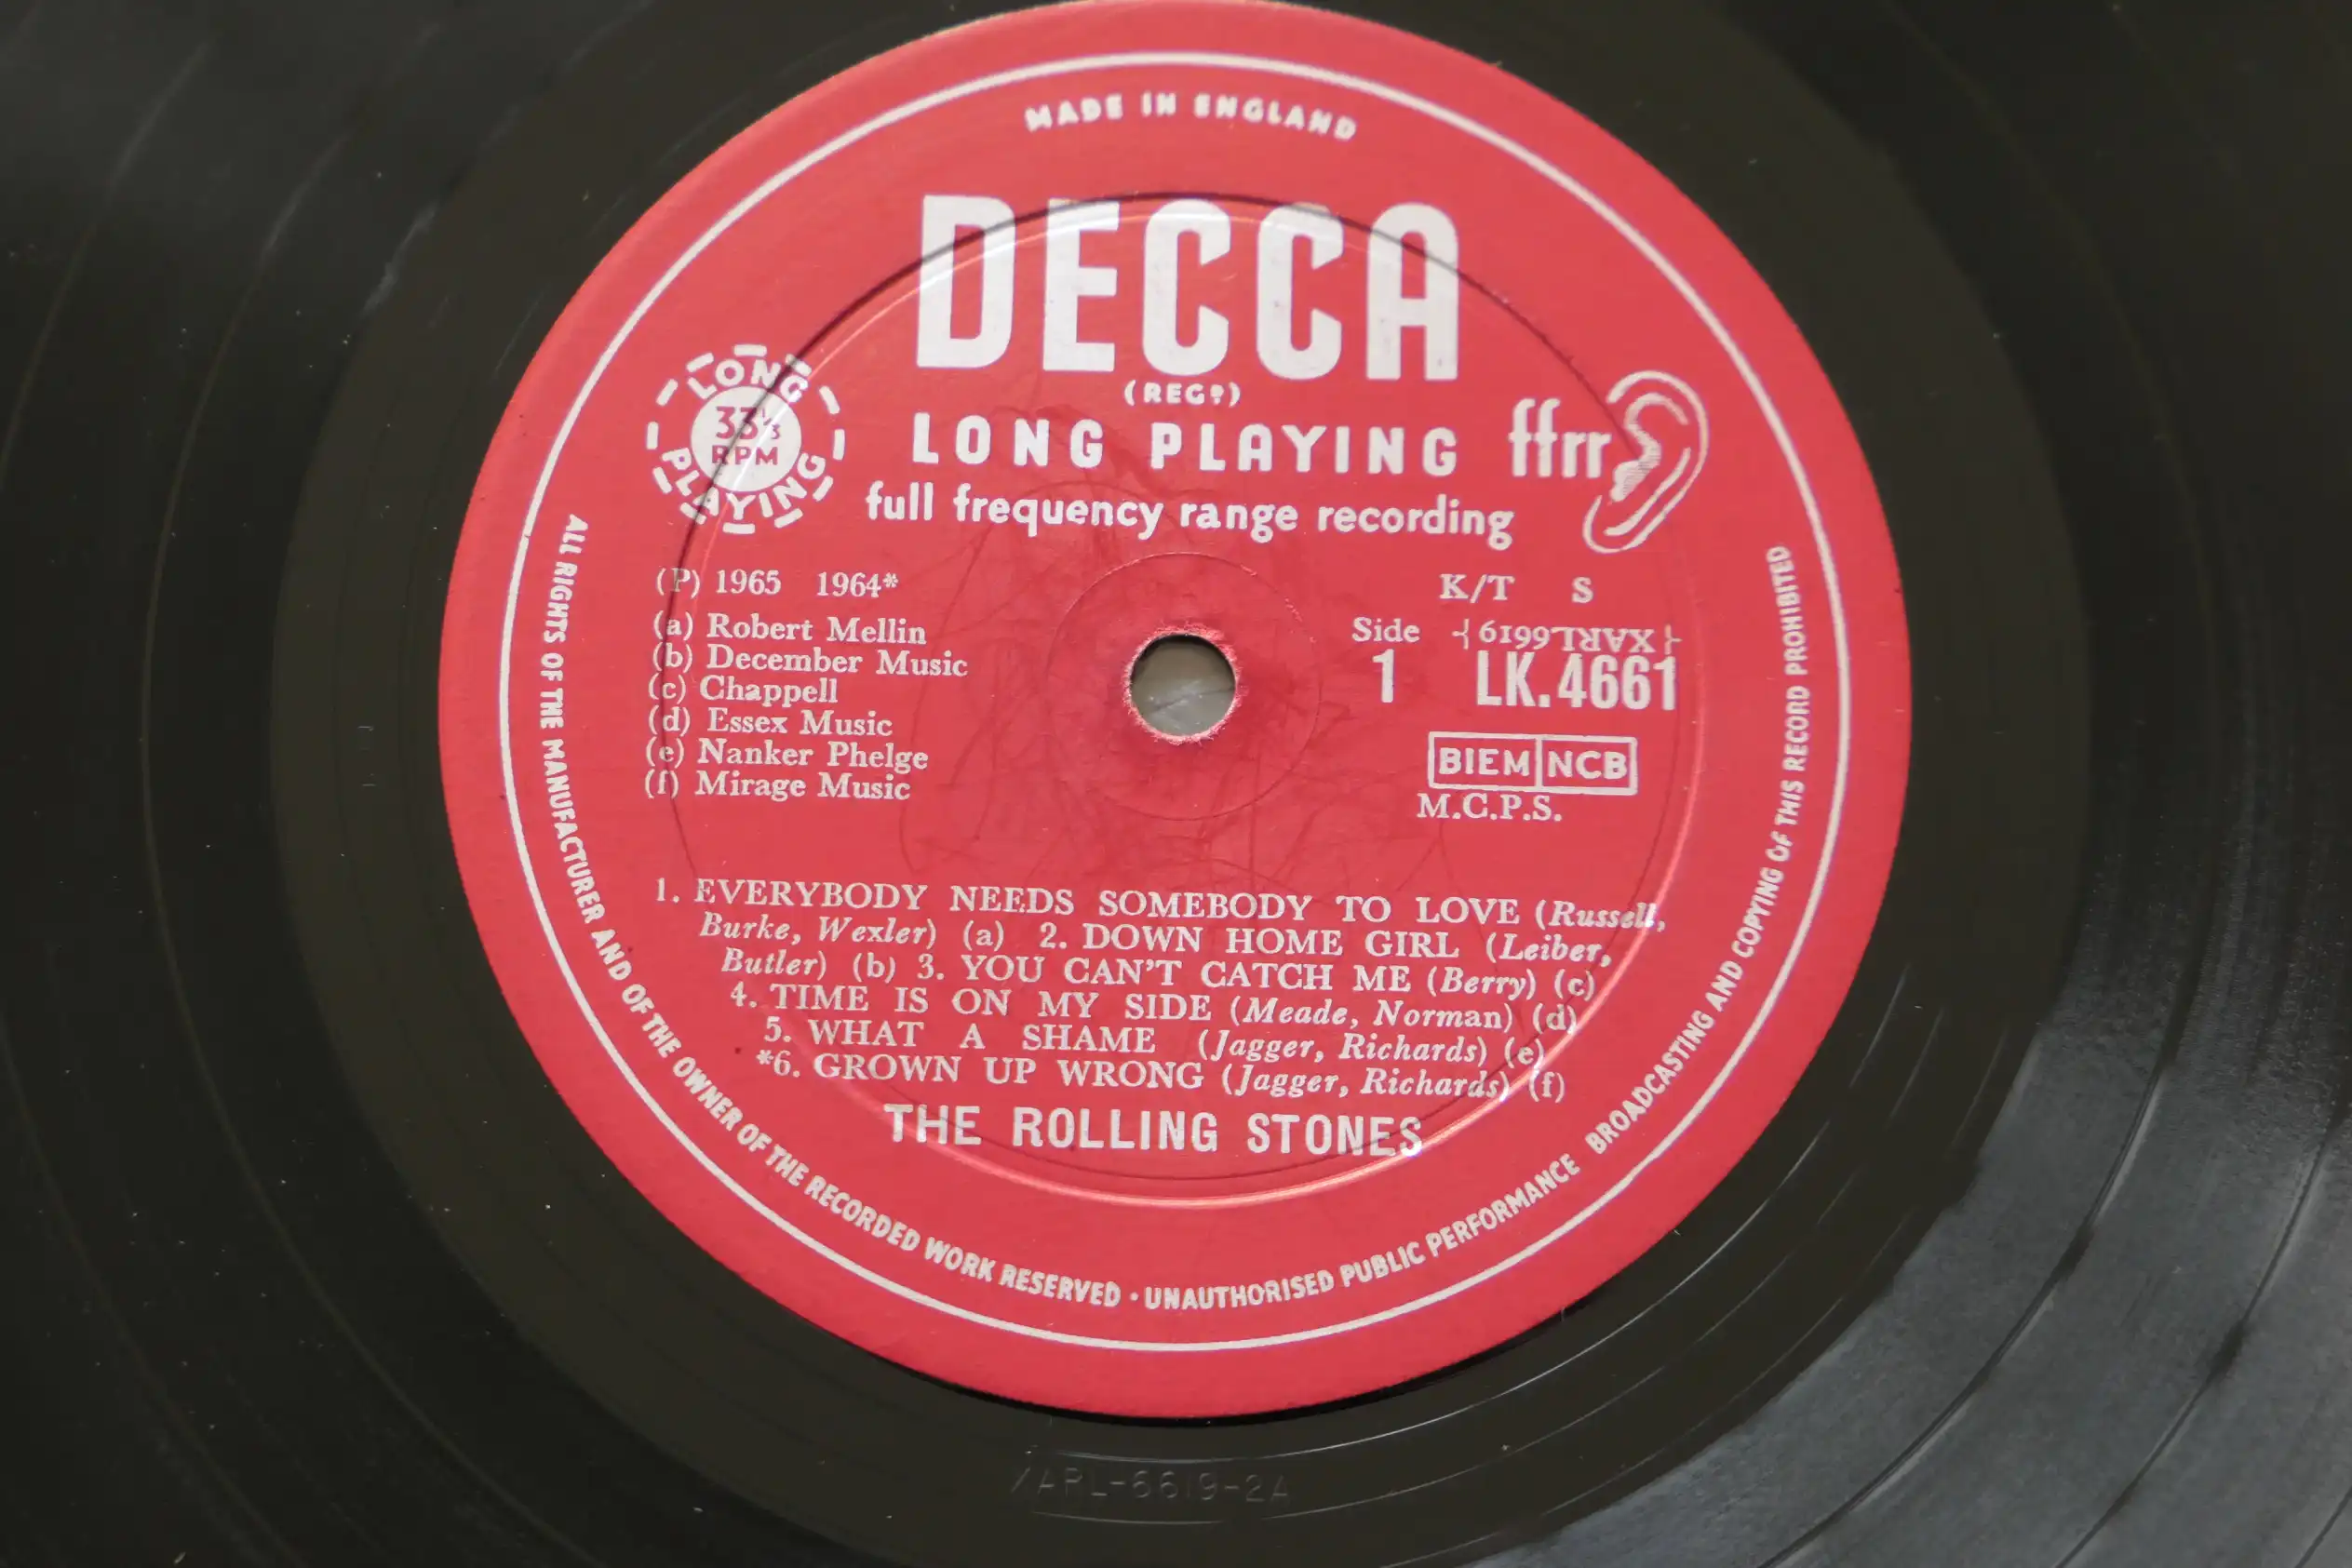 MADE IN ENGLAND
DECCA
(REGD)
LONG PLAYING
LONG 33⅓ RPM PLAYING
ffrr
full frequency range recording
(P) 1965 1964*
K/T S
(a) Robert Mellin
(b) December Music
(c) Chappell
(d) Essex Music
(e) Nanker Phelge
(f) Mirage Music
Side 1
XARL6619
LK.4661
BIEM NCB
M.C.P.S.
1. EVERYBODY NEEDS SOMEBODY TO LOVE (Russell,
Burke, Wexler) (a) 2. DOWN HOME GIRL (Leiber,
Butler) (b) 3. YOU CAN'T CATCH ME (Berry) (c)
4. TIME IS ON MY SIDE (Meade, Norman) (d)
5. WHAT A SHAME (Jagger, Richards) (e)
*6. GROWN UP WRONG (Jagger, Richards) (f)
THE ROLLING STONES
ALL RIGHTS OF THE MANUFACTURER AND OF THE OWNER OF THE RECORDED WORK RESERVED · UNAUTHORISED PUBLIC PERFORMANCE BROADCASTING AND COPYING OF THIS RECORD PROHIBITED
ARL-6619-2A